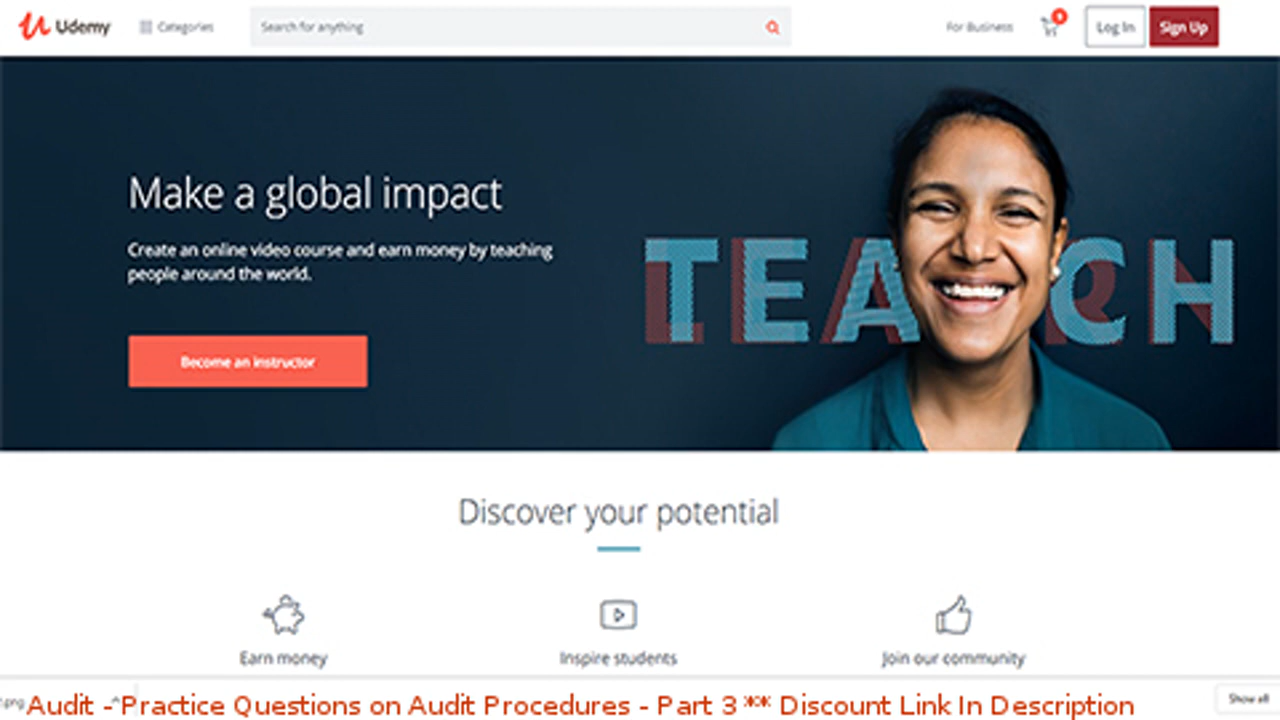 Udemy Categories Search for anything For Business Log In Sign Up
Make a global impact
Create an online video course and earn money by teaching
people around the world.
TEACH
Become an instructor
Discover your potential
Earn money Inspire students Join our community
Audit - Practice Questions on Audit Procedures - Part 3 ** Discount Link In Description
Show all